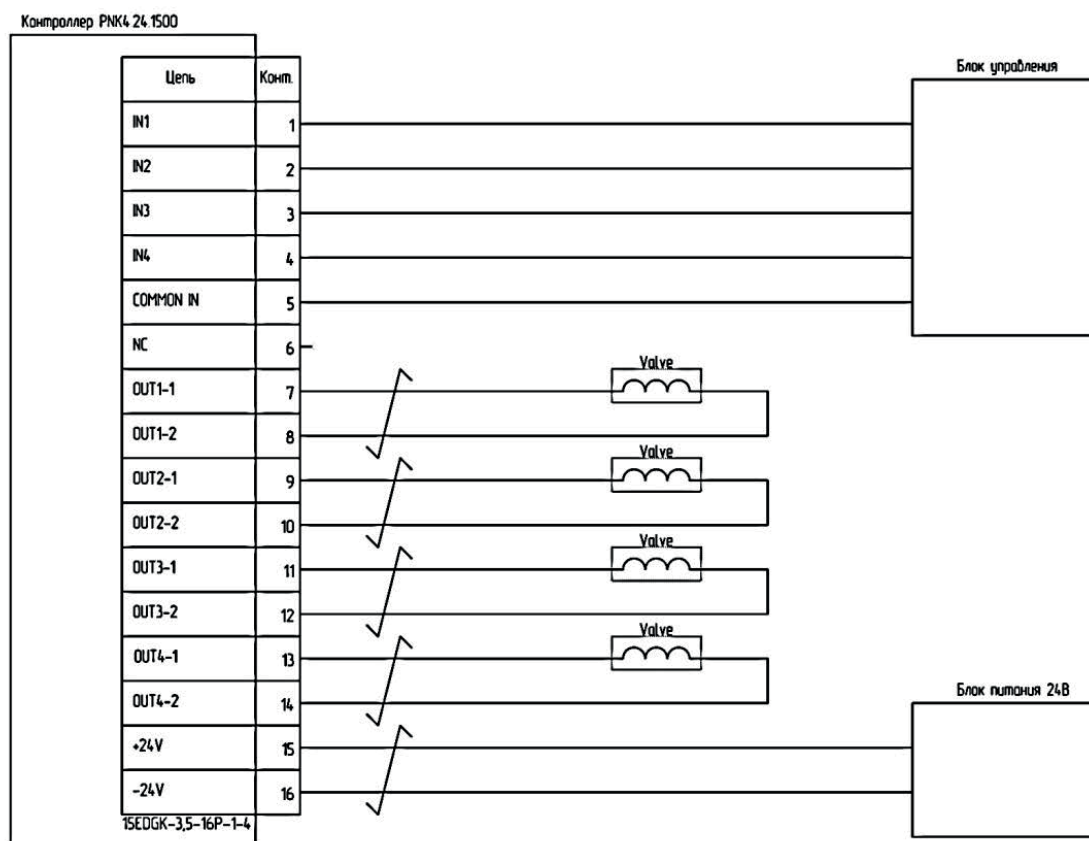 Контроллер PNK4 24.1500
Цепь Конт.
IN1 1
IN2 2
IN3 3
IN4 4
COMMON IN 5
NC 6
OUT1-1 7
OUT1-2 8
OUT2-1 9
OUT2-2 10
OUT3-1 11
OUT3-2 12
OUT4-1 13
OUT4-2 14
+24V 15
-24V 16
15EDGK-3,5-16P-1-4
Блок управления
Valve
Valve
Valve
Valve
Блок питания 24В